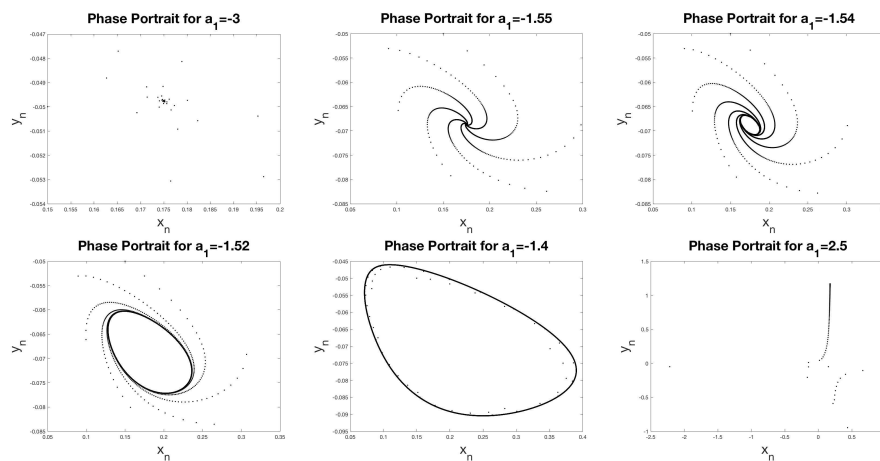 Phase Portrait for a1=-3
-0.047
-0.048
-0.049
-0.05
-0.051
-0.052
-0.053
-0.054
yn
0.15 0.155 0.16 0.165 0.17 0.175 0.18 0.185 0.19 0.195 0.2
xn
Phase Portrait for a1=-1.55
-0.05
-0.055
-0.06
-0.065
-0.07
-0.075
-0.08
-0.085
yn
0.05 0.1 0.15 0.2 0.25 0.3
xn
Phase Portrait for a1=-1.54
-0.05
-0.055
-0.06
-0.065
-0.07
-0.075
-0.08
-0.085
yn
0.05 0.1 0.15 0.2 0.25 0.3
xn
Phase Portrait for a1=-1.52
-0.05
-0.055
-0.06
-0.065
-0.07
-0.075
-0.08
-0.085
yn
0.05 0.1 0.15 0.2 0.25 0.3 0.35
xn
Phase Portrait for a1=-1.4
-0.045
-0.05
-0.055
-0.06
-0.065
-0.07
-0.075
-0.08
-0.085
-0.09
-0.095
yn
0.05 0.1 0.15 0.2 0.25 0.3 0.35 0.4
xn
Phase Portrait for a1=2.5
1.5
1
0.5
0
-0.5
-1
yn
-2.5 -2 -1.5 -1 -0.5 0 0.5
xn